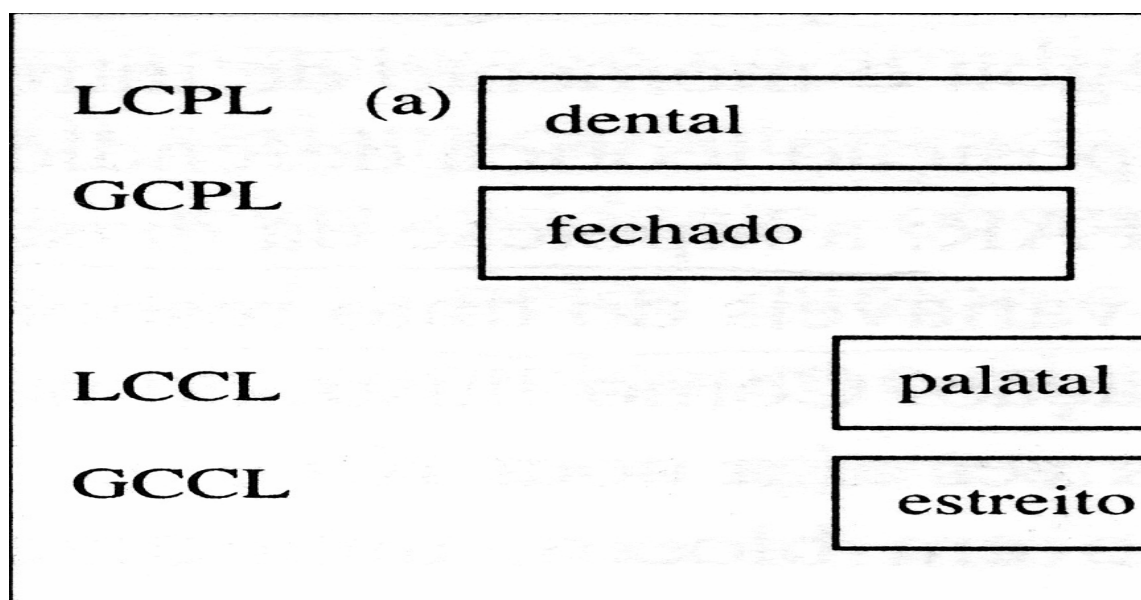 LCPL (a) dental
GCPL fechado
LCCL palatal
GCCL estreito